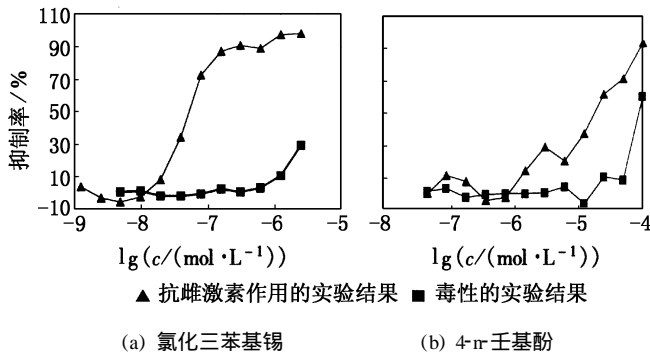 抑制率/%
110
90
70
50
30
10
-10
-9 -8 -7 -6 -5
-8 -7 -6 -5 -4
lg(c/(mol·L⁻¹)) lg(c/(mol·L⁻¹))
▲ 抗雌激素作用的实验结果 ■ 毒性的实验结果
(a) 氯化三苯基锡 (b) 4-n-壬基酚